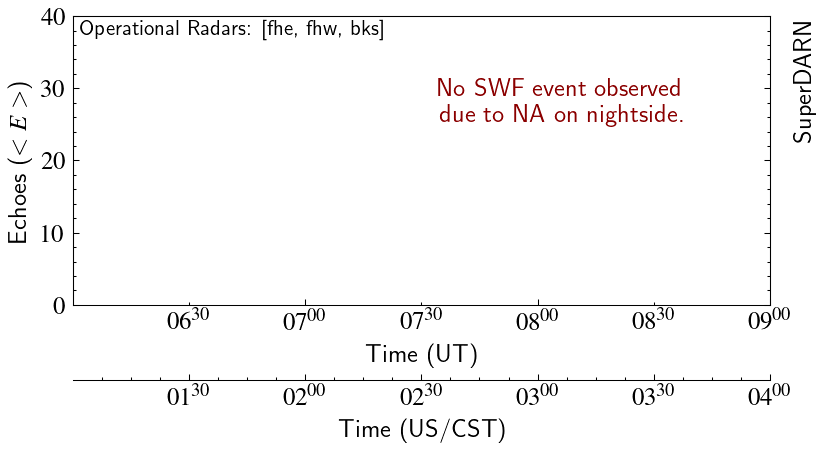 40
Operational Radars: [fhe, fhw, bks]
No SWF event observed
due to NA on nightside.
SuperDARN
Echoes (< E >)
30
20
10
0
06³⁰ 07⁰⁰ 07³⁰ 08⁰⁰ 08³⁰ 09⁰⁰
Time (UT)
01³⁰ 02⁰⁰ 02³⁰ 03⁰⁰ 03³⁰ 04⁰⁰
Time (US/CST)